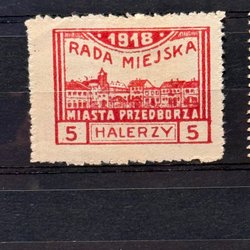 1918
RADA MIEJSKA
MIASTA PRZEDBORZA
5 HALERZY 5